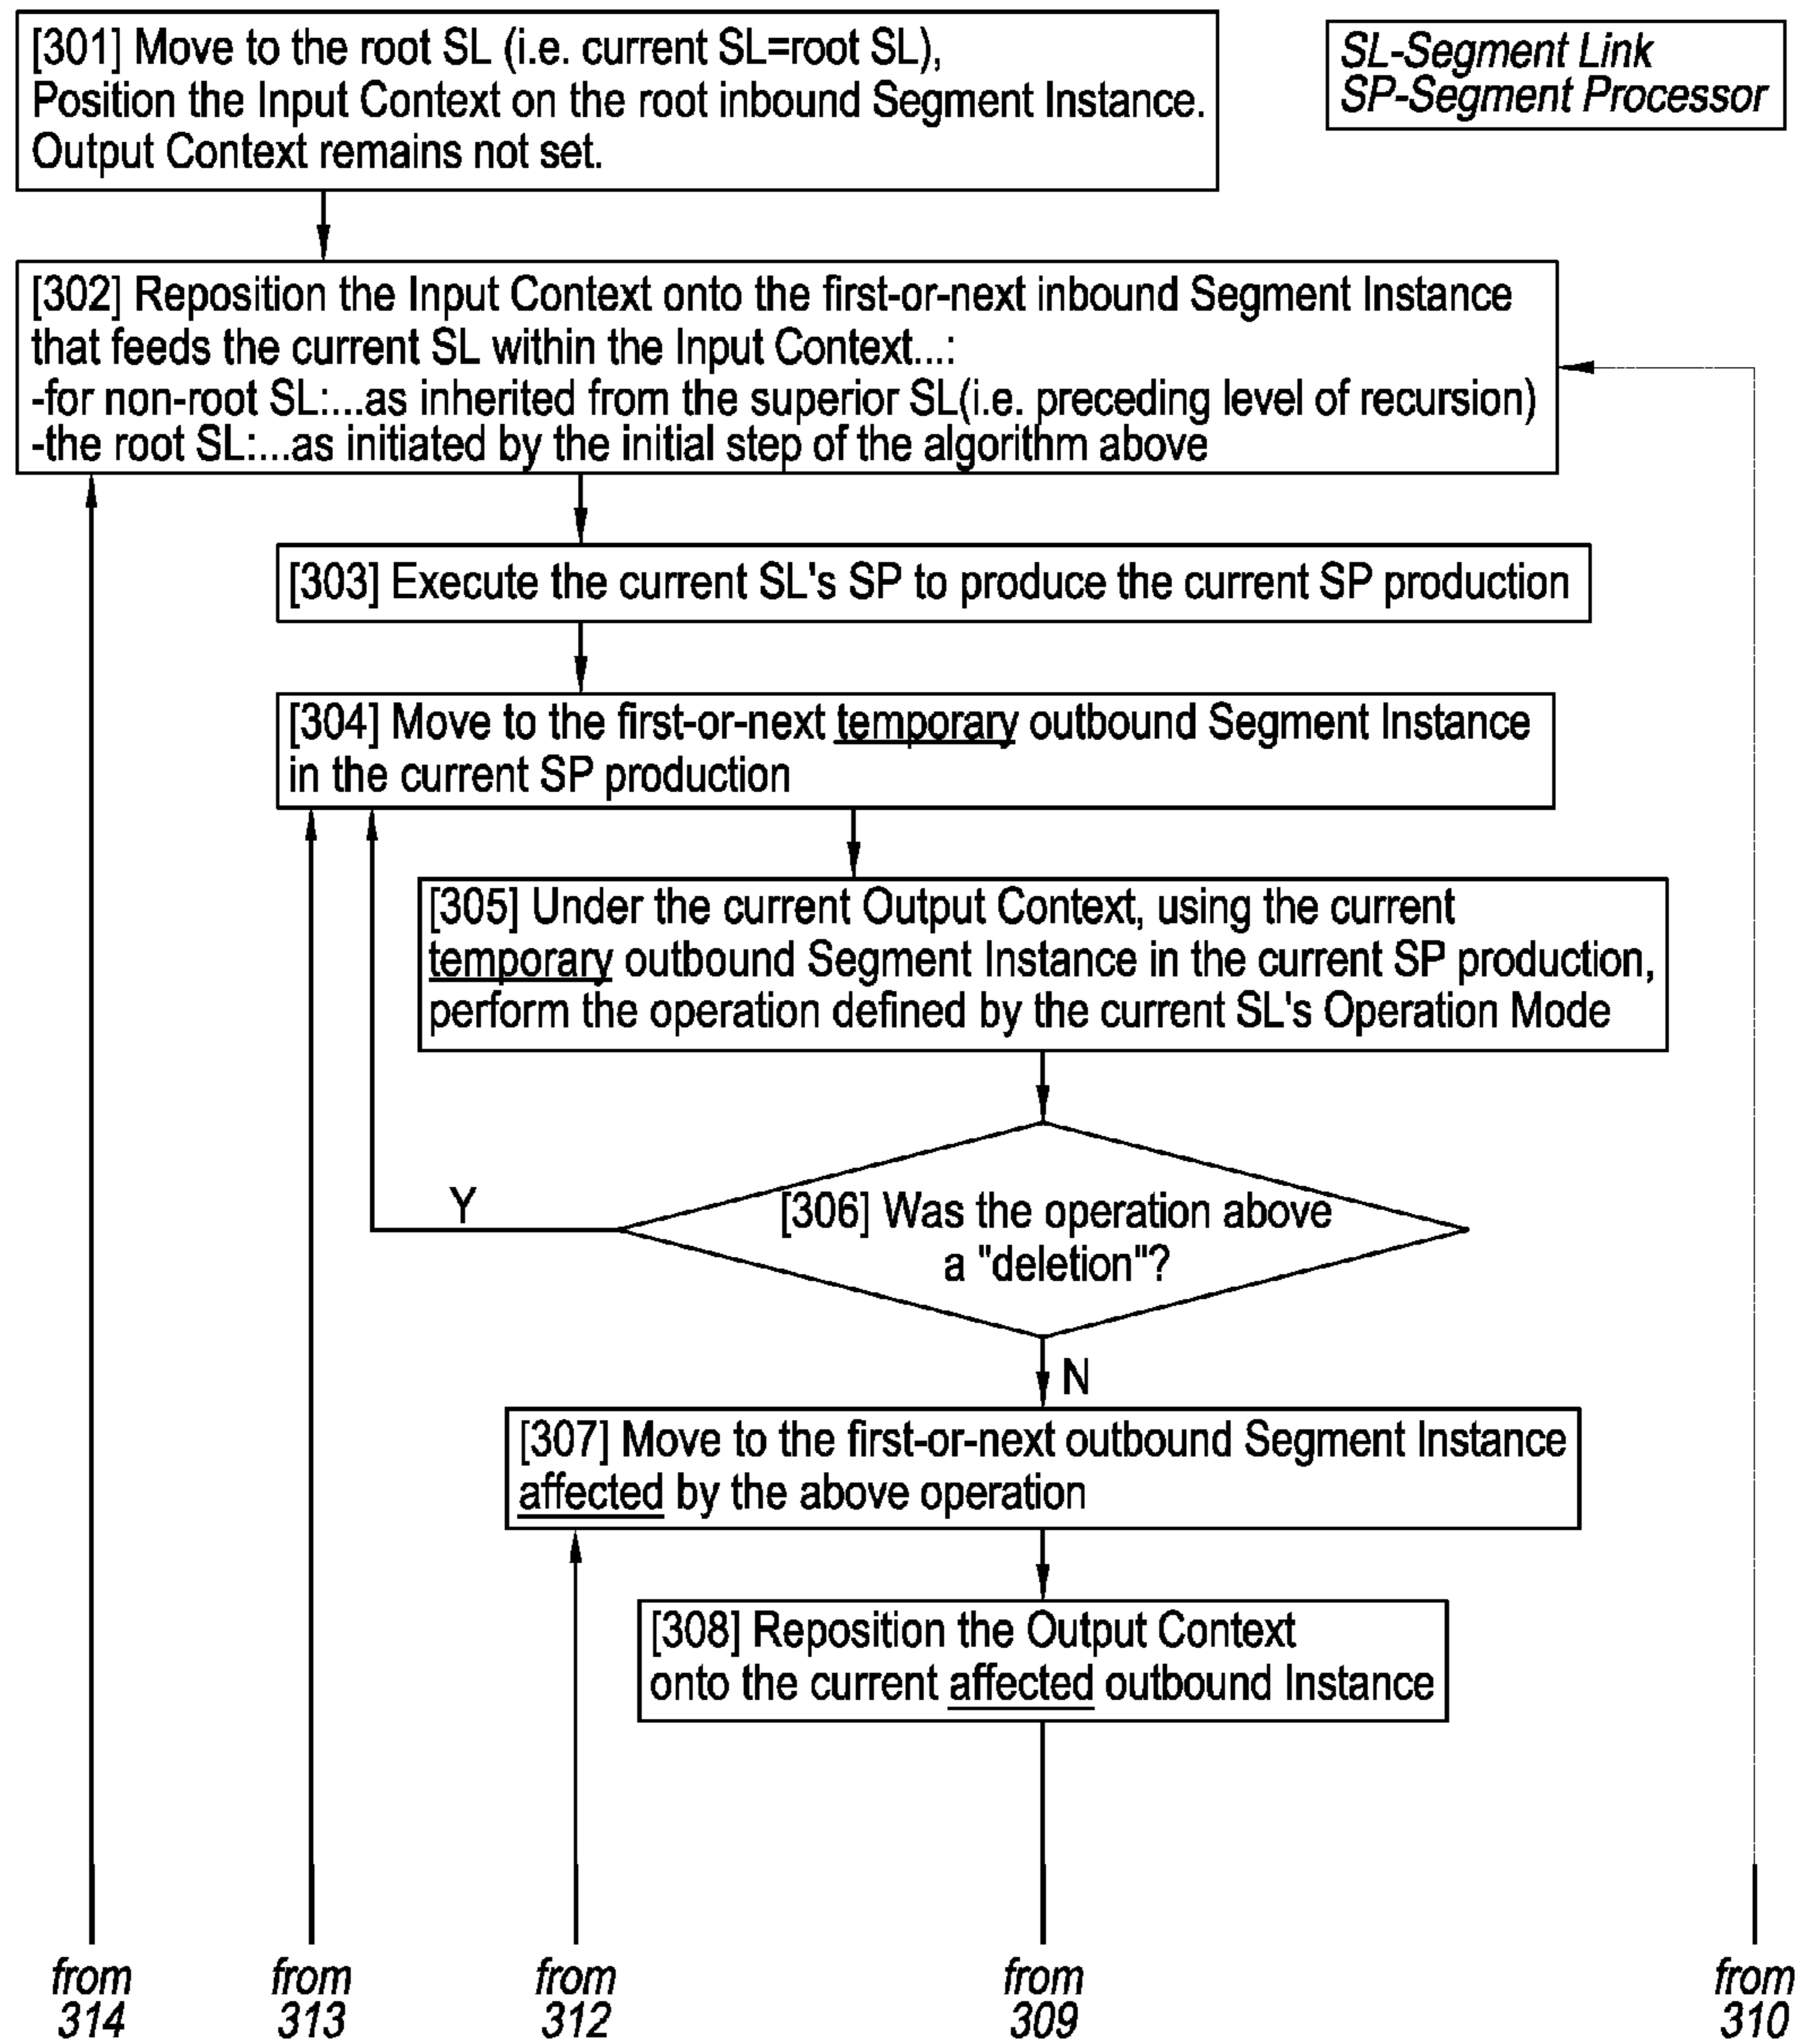 [301] Move to the root SL (i.e. current SL=root SL),
Position the Input Context on the root inbound Segment Instance.
Output Context remains not set.
SL-Segment Link
SP-Segment Processor
[302] Reposition the Input Context onto the first-or-next inbound Segment Instance
that feeds the current SL within the Input Context...:
-for non-root SL:...as inherited from the superior SL(i.e. preceding level of recursion)
-the root SL:...as initiated by the initial step of the algorithm above
[303] Execute the current SL's SP to produce the current SP production
[304] Move to the first-or-next temporary outbound Segment Instance
in the current SP production
[305] Under the current Output Context, using the current
temporary outbound Segment Instance in the current SP production,
perform the operation defined by the current SL's Operation Mode
Y
[306] Was the operation above
a "deletion"?
N
[307] Move to the first-or-next outbound Segment Instance
affected by the above operation
[308] Reposition the Output Context
onto the current affected outbound Instance
from
314
from
313
from
312
from
309
from
310